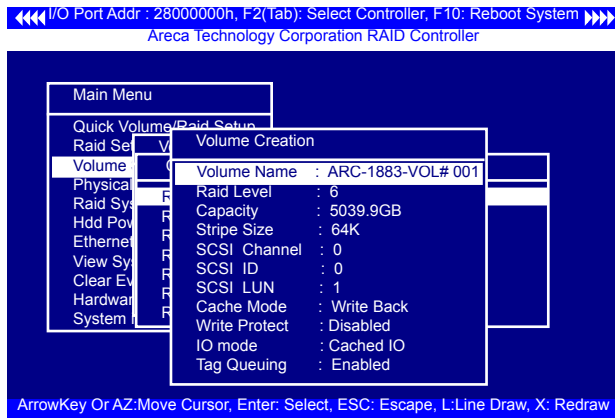 I/O Port Addr : 28000000h, F2(Tab): Select Controller, F10: Reboot System
Areca Technology Corporation RAID Controller
Main Menu
Quick Volume/Raid Setup
Raid Set
Volume
Physical
Raid Sys
Hdd Pow
Ethernet
View Sy
Clear Ev
Hardwar
System
Volume Creation
Volume Name : ARC-1883-VOL# 001
Raid Level : 6
Capacity : 5039.9GB
Stripe Size : 64K
SCSI Channel : 0
SCSI ID : 0
SCSI LUN : 1
Cache Mode : Write Back
Write Protect : Disabled
IO mode : Cached IO
Tag Queuing : Enabled
ArrowKey Or AZ:Move Cursor, Enter: Select, ESC: Escape, L:Line Draw, X: Redraw